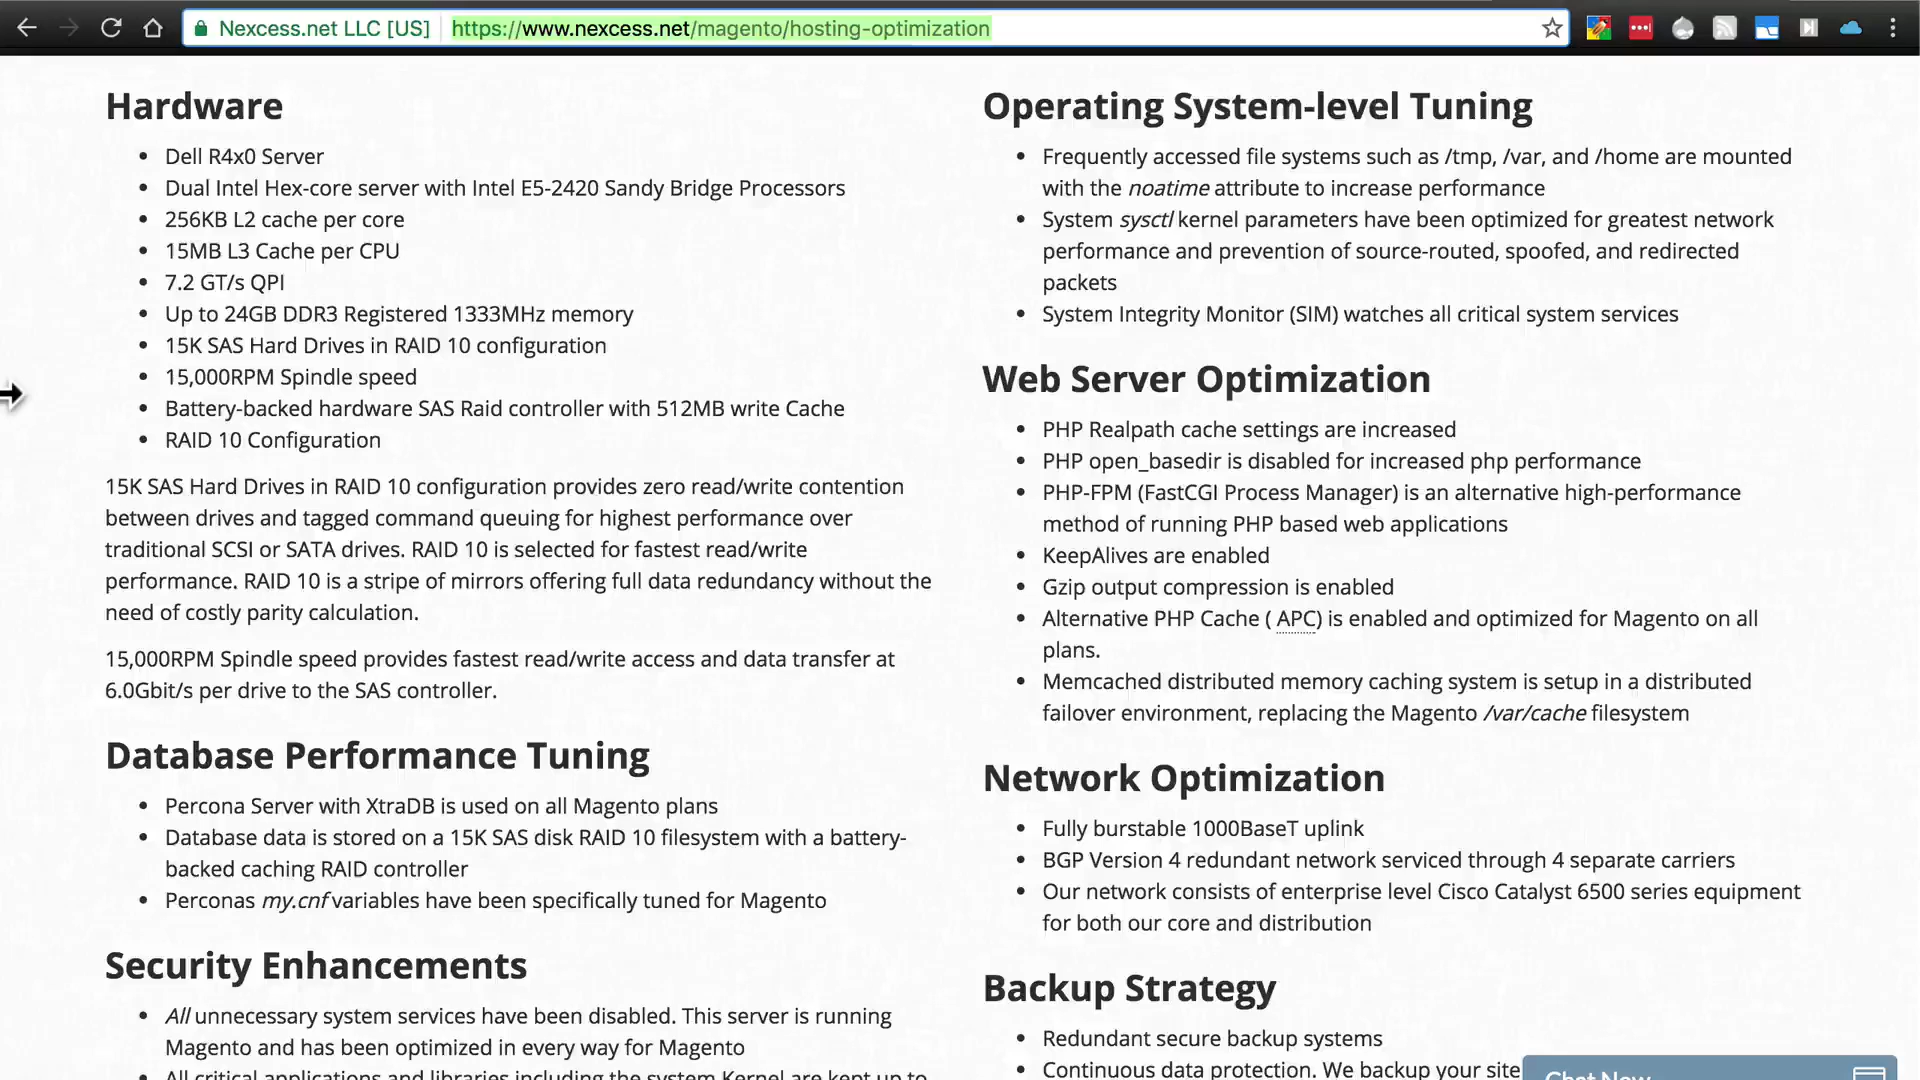 Nexcess.net LLC [US] https://www.nexcess.net/magento/hosting-optimization
Hardware
Dell R4x0 Server
Dual Intel Hex-core server with Intel E5-2420 Sandy Bridge Processors
256KB L2 cache per core
15MB L3 Cache per CPU
7.2 GT/s QPI
Up to 24GB DDR3 Registered 1333MHz memory
15K SAS Hard Drives in RAID 10 configuration
15,000RPM Spindle speed
Battery-backed hardware SAS Raid controller with 512MB write Cache
RAID 10 Configuration
15K SAS Hard Drives in RAID 10 configuration provides zero read/write contention
between drives and tagged command queuing for highest performance over
traditional SCSI or SATA drives. RAID 10 is selected for fastest read/write
performance. RAID 10 is a stripe of mirrors offering full data redundancy without the
need of costly parity calculation.
15,000RPM Spindle speed provides fastest read/write access and data transfer at
6.0Gbit/s per drive to the SAS controller.
Database Performance Tuning
Percona Server with XtraDB is used on all Magento plans
Database data is stored on a 15K SAS disk RAID 10 filesystem with a battery-
backed caching RAID controller
Perconas my.cnf variables have been specifically tuned for Magento
Security Enhancements
All unnecessary system services have been disabled. This server is running
Magento and has been optimized in every way for Magento
All critical applications and libraries including the system Kernel are kept up to
Operating System-level Tuning
Frequently accessed file systems such as /tmp, /var, and /home are mounted
with the noatime attribute to increase performance
System sysctl kernel parameters have been optimized for greatest network
performance and prevention of source-routed, spoofed, and redirected
packets
System Integrity Monitor (SIM) watches all critical system services
Web Server Optimization
PHP Realpath cache settings are increased
PHP open_basedir is disabled for increased php performance
PHP-FPM (FastCGI Process Manager) is an alternative high-performance
method of running PHP based web applications
KeepAlives are enabled
Gzip output compression is enabled
Alternative PHP Cache ( APC) is enabled and optimized for Magento on all
plans.
Memcached distributed memory caching system is setup in a distributed
failover environment, replacing the Magento /var/cache filesystem
Network Optimization
Fully burstable 1000BaseT uplink
BGP Version 4 redundant network serviced through 4 separate carriers
Our network consists of enterprise level Cisco Catalyst 6500 series equipment
for both our core and distribution
Backup Strategy
Redundant secure backup systems
Continuous data protection. We backup your site
Chat Now